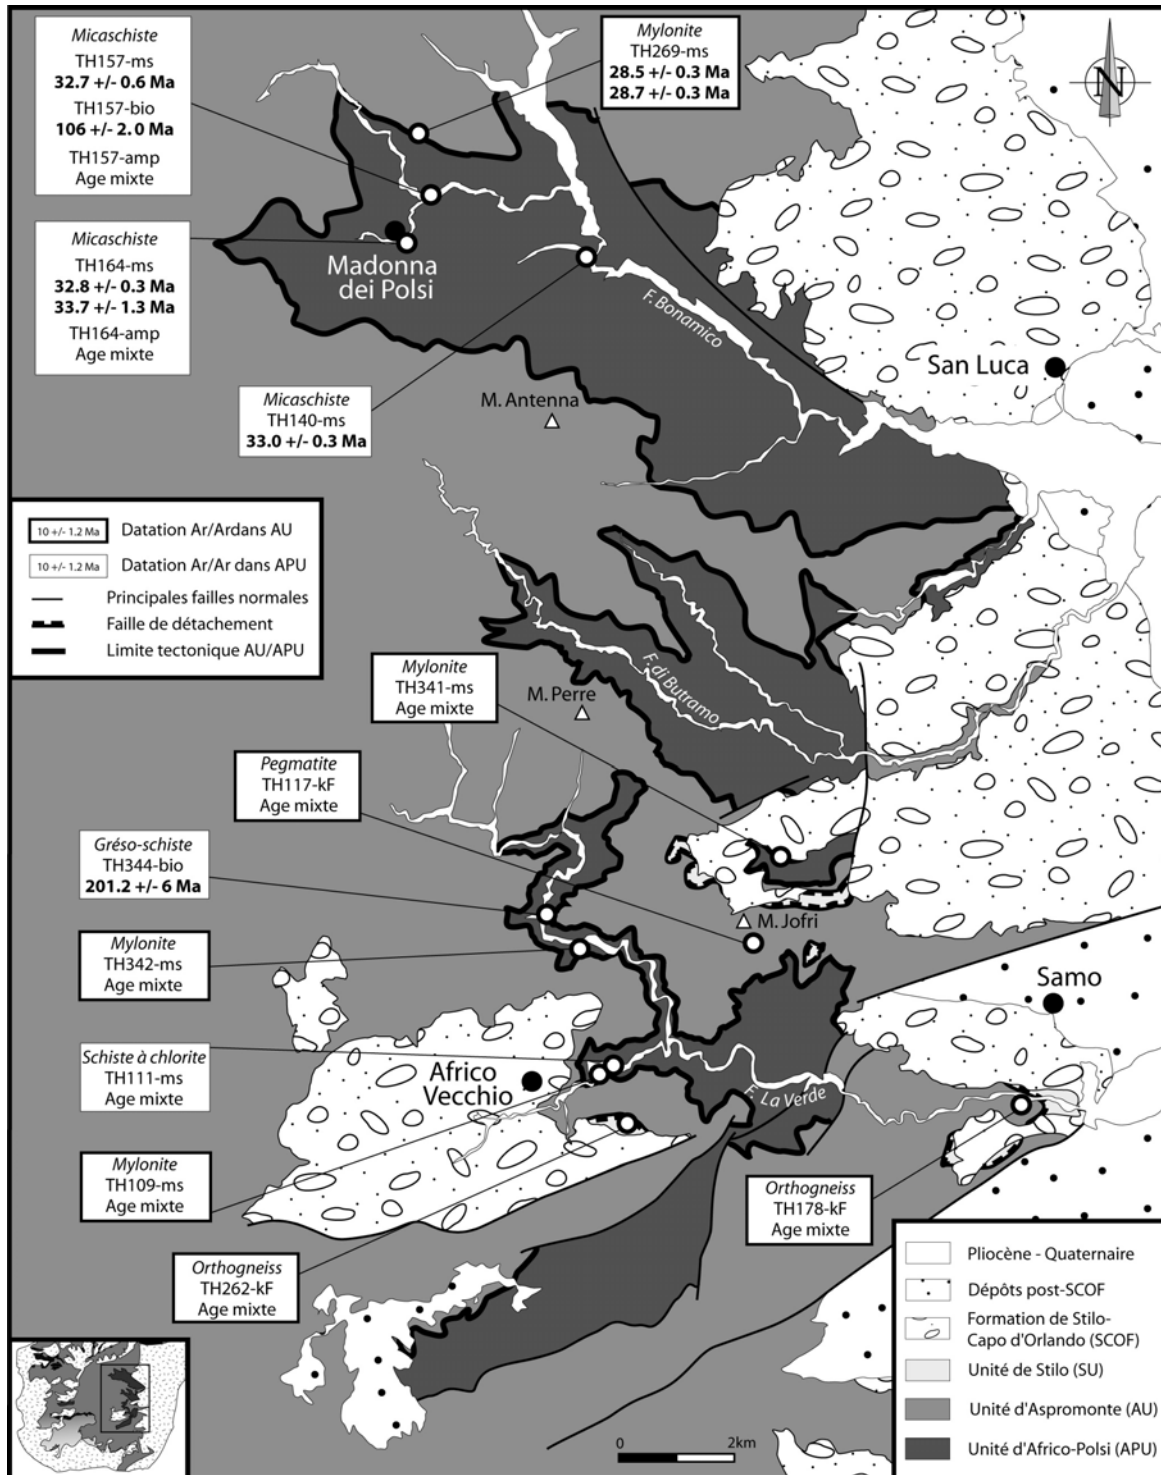 Micaschiste
TH157-ms
32.7 +/- 0.6 Ma
TH157-bio
106 +/- 2. 0 Ma
TH157-amp
Age mixte
Mylonite
TH269-ms
28.5 +/- 0.3 Ma
28.7 +/- 0.3 Ma
N
Micaschiste
TH164-ms
32.8 +/- 0.3 Ma
33.7 +/- 1.3 Ma
TH164-amp
Age mixte
Madonna
dei Polsi
F. Bonamico
San Luca
Micaschiste
TH140-ms
33.0 +/- 0.3 Ma
M. Antenna
10 +/- 1.2 Ma Datation Ar/Ardans AU
10 +/- 1.2 Ma Datation Ar/Ar dans APU
Principales failles normales
Faille de détachement
Limite tectonique AU/APU
Mylonite
TH341-ms
Age mixte
M. Perre
F. di Butramo
Pegmatite
TH117-kF
Age mixte
Gréso-schiste
TH344-bio
201.2 +/- 6 Ma
M. Jofri
Mylonite
TH342-ms
Age mixte
Samo
Schiste à chlorite
TH111-ms
Age mixte
Africo
Vecchio
F. La Verde
Mylonite
TH109-ms
Age mixte
Orthogneiss
TH178-kF
Age mixte
Orthogneiss
TH262-kF
Age mixte
Pliocène - Quaternaire
Dépôts post-SCOF
Formation de Stilo-
Capo d'Orlando (SCOF)
Unité de Stilo (SU)
Unité d'Aspromonte (AU)
Unité d'Africo-Polsi (APU)
0 2km